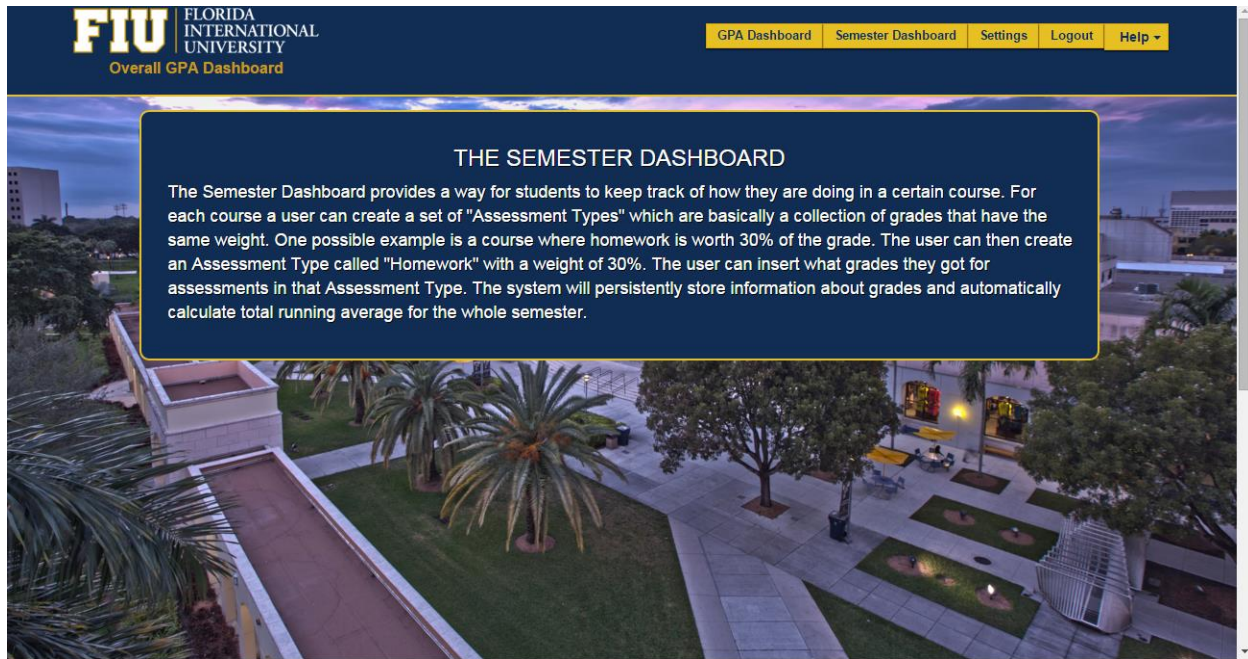 FIU
FLORIDA
INTERNATIONAL
UNIVERSITY
Overall GPA Dashboard
GPA Dashboard Semester Dashboard Settings Logout Help
THE SEMESTER DASHBOARD
The Semester Dashboard provides a way for students to keep track of how they are doing in a certain course. For
each course a user can create a set of "Assessment Types" which are basically a collection of grades that have the
same weight. One possible example is a course where homework is worth 30% of the grade. The user can then create
an Assessment Type called "Homework" with a weight of 30%. The user can insert what grades they got for
assessments in that Assessment Type. The system will persistently store information about grades and automatically
calculate total running average for the whole semester.